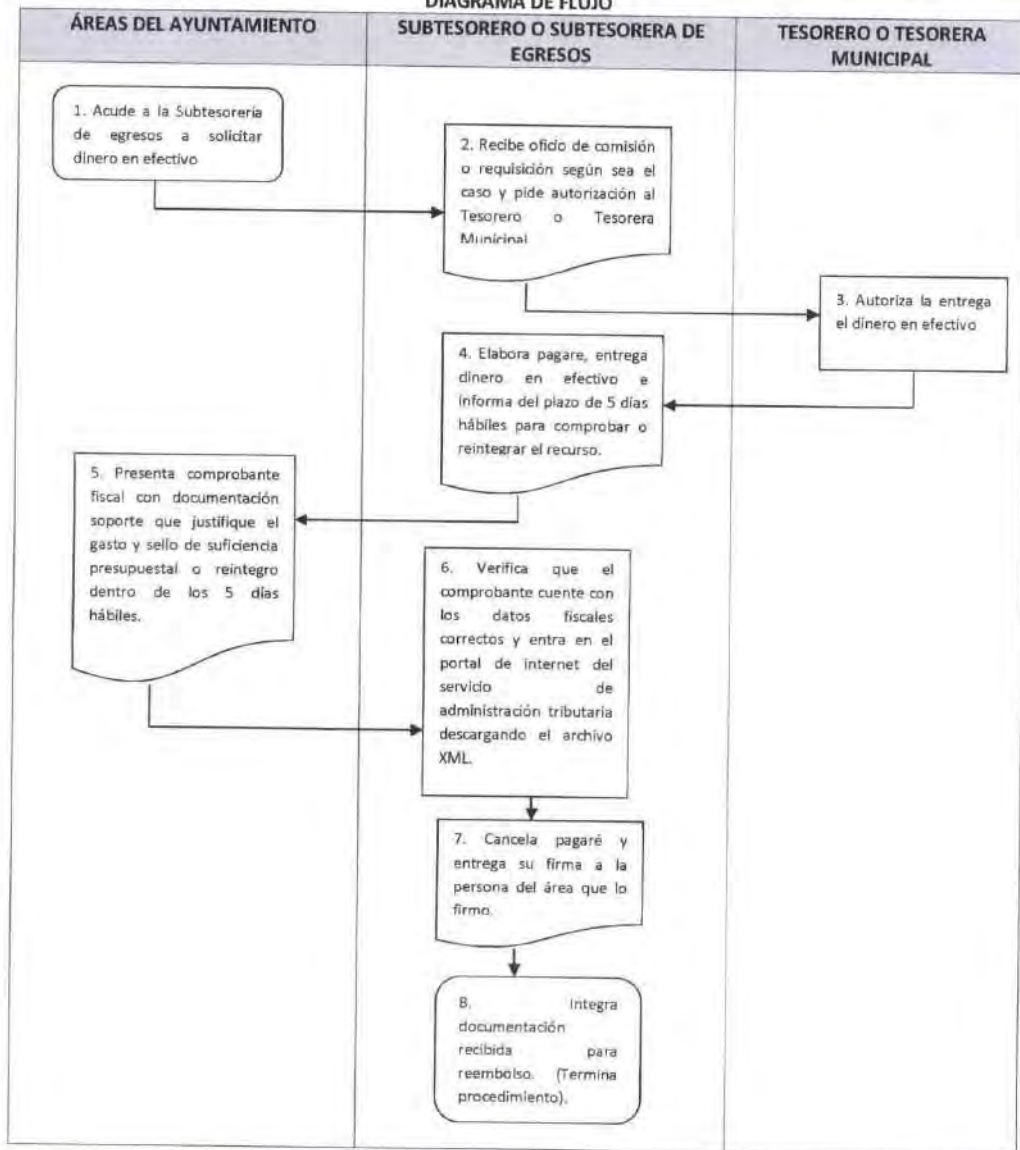 DIAGRAMA DE FLUJO
ÁREAS DEL AYUNTAMIENTO
SUBTESORERO O SUBTESORERA DE
EGRESOS
TESORERO O TESORERA
MUNICIPAL
1. Acude a la Subtesorería
de egresos a solicitar
dinero en efectivo
2. Recibe oficio de comisión
o requisición según sea el
caso y pide autorización al
Tesorero o Tesorera
Municipal
3. Autoriza la entrega
el dinero en efectivo
4. Elabora pagare, entrega
dinero en efectivo e
informa del plazo de 5 días
hábiles para comprobar o
reintegrar el recurso.
5. Presenta comprobante
fiscal con documentación
soporte que justifique el
gasto y sello de suficiencia
presupuestal o reintegro
dentro de los 5 días
hábiles.
6. Verifica que el
comprobante cuente con
los datos fiscales
correctos y entra en el
portal de internet del
servicio de
administración tributaria
descargando el archivo
XML.
7. Cancela pagaré y
entrega su firma a la
persona del área que lo
firmo.
8. Integra
documentación
recibida para
reembolso. (Termina
procedimiento).